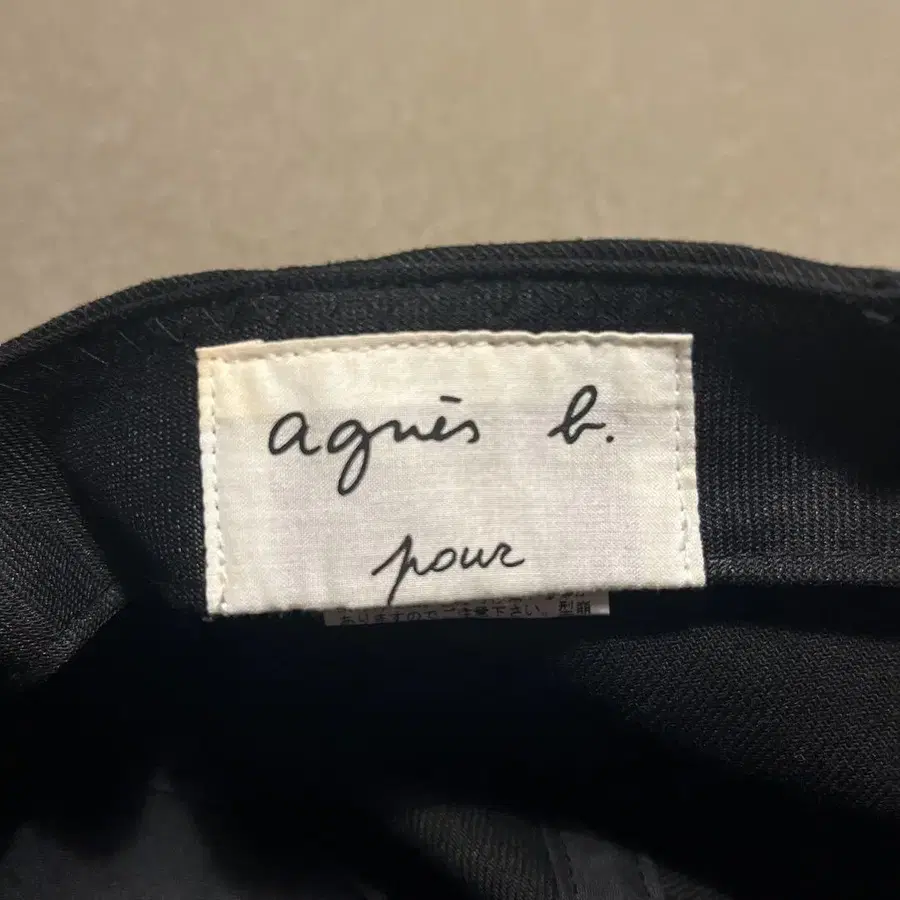 agnès b.
pour
ありますのでご注意下さい。型崩